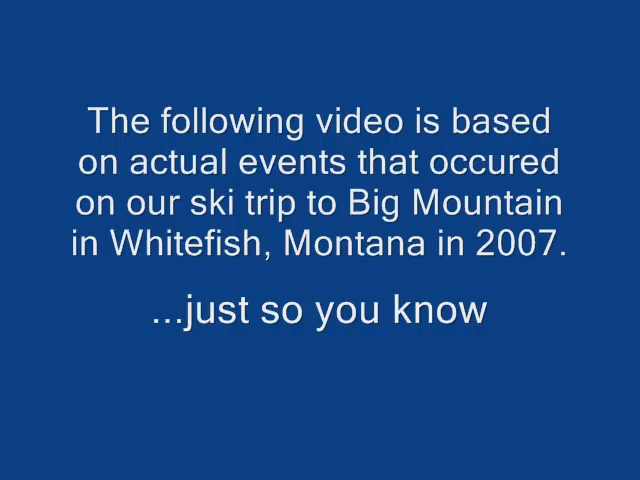 The following video is based
on actual events that occured
on our ski trip to Big Mountain
in Whitefish, Montana in 2007.
...just so you know